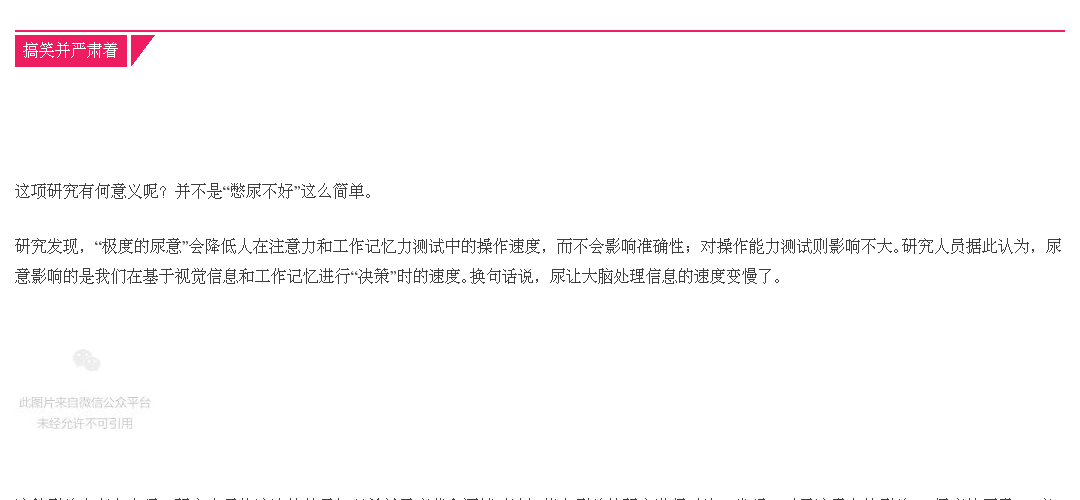 搞笑并严肃着
这项研究有何意义呢？并不是“憋尿不好”这么简单。
研究发现，“极度的尿意”会降低人在注意力和工作记忆力测试中的操作速度，而不会影响准确性；对操作能力测试则影响不大。研究人员据此认为，尿
意影响的是我们在基于视觉信息和工作记忆进行“决策”时的速度。换句话说，尿让大脑处理信息的速度变慢了。
此图片来自微信公众平台
未经允许不可引用